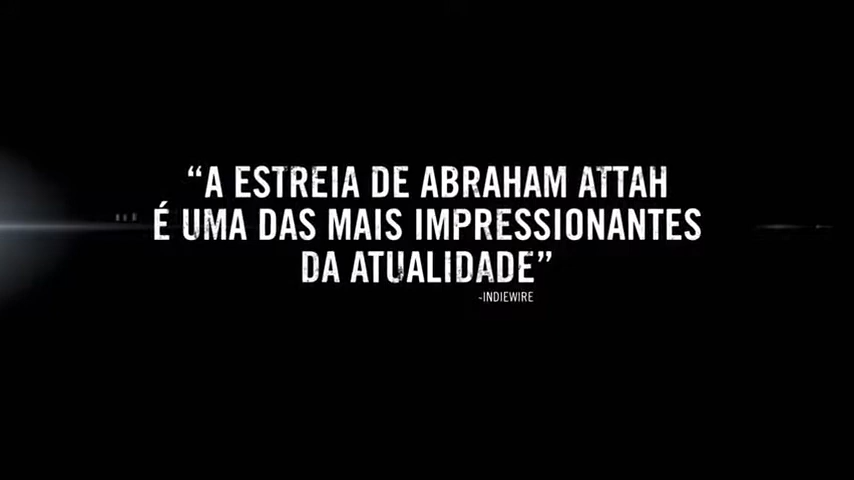 “A ESTREIA DE ABRAHAM ATTAH
É UMA DAS MAIS IMPRESSIONANTES
DA ATUALIDADE”
-INDIEWIRE